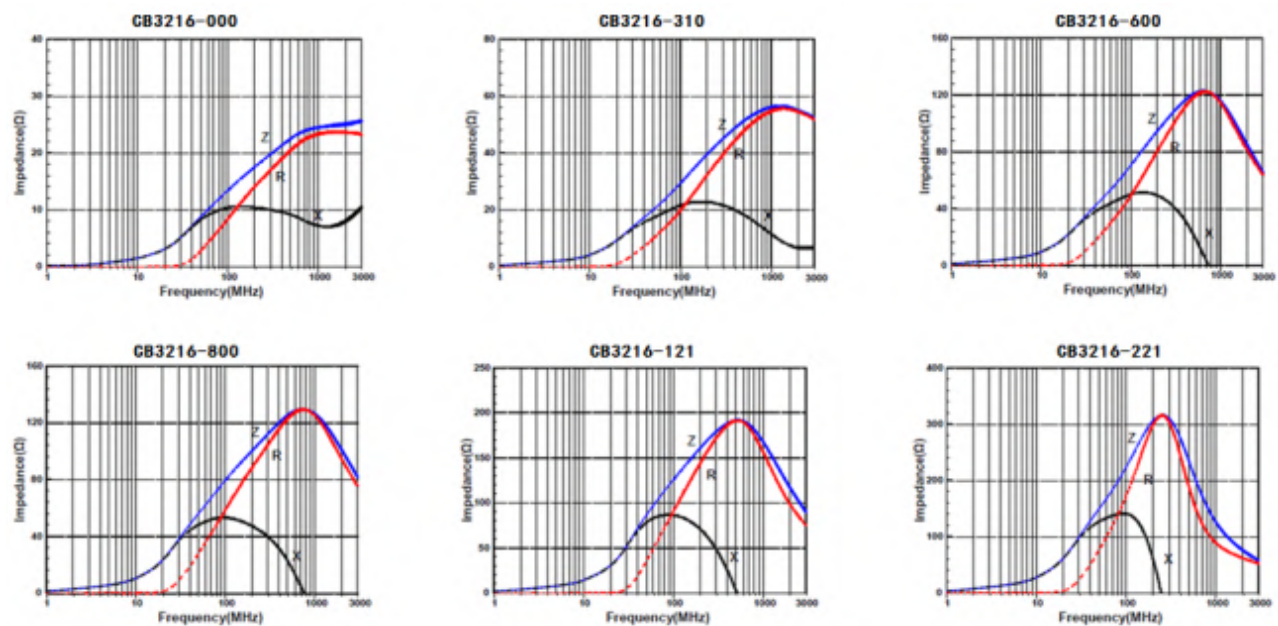 CB3216-000
40
30
20
10
0
Impedance(Ω)
Z
R
X
1
10
100
1000
3000
Frequency(MHz)
CB3216-310
80
60
40
20
0
Impedance(Ω)
Z
R
X
1
10
100
1000
3000
Frequency(MHz)
CB3216-600
160
120
80
40
0
Impedance(Ω)
Z
R
X
1
10
100
1000
3000
Frequency(MHz)
CB3216-800
160
120
80
40
0
Impedance(Ω)
Z
R
X
1
10
100
1000
3000
Frequency(MHz)
CB3216-121
250
200
150
100
50
0
Impedance(Ω)
Z
R
X
1
10
100
1000
3000
Frequency(MHz)
CB3216-221
400
300
200
100
0
Impedance(Ω)
Z
R
X
1
10
100
1000
3000
Frequency(MHz)